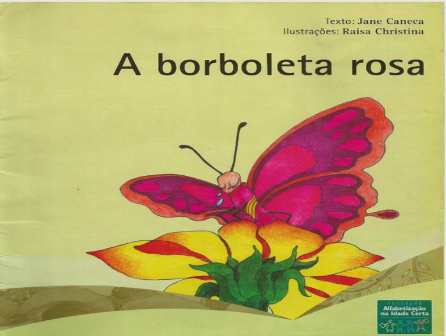 Texto: Jane Caneca
Ilustrações: Raisa Christina
A borboleta rosa
Alfabetização
na Idade Certa